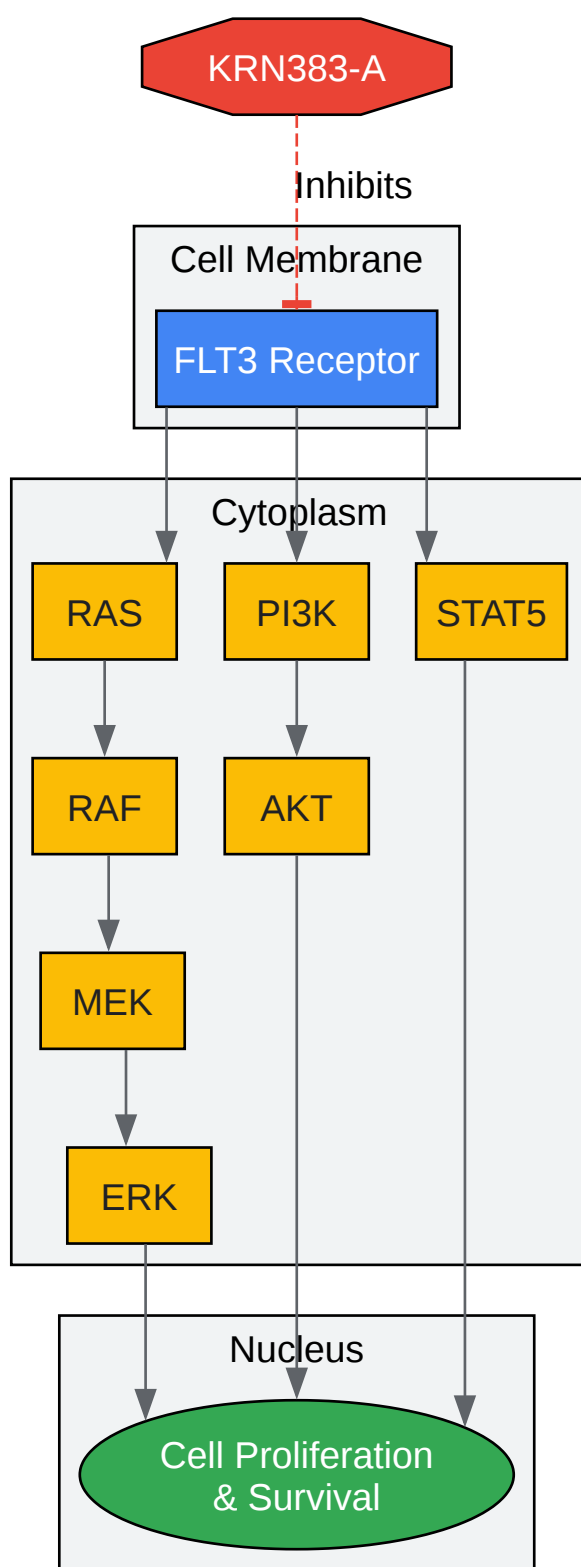 KRN383-A
Inhibits
Cell Membrane
FLT3 Receptor
Cytoplasm
RAS
PI3K
STAT5
RAF
AKT
MEK
ERK
Nucleus
Cell Proliferation
& Survival